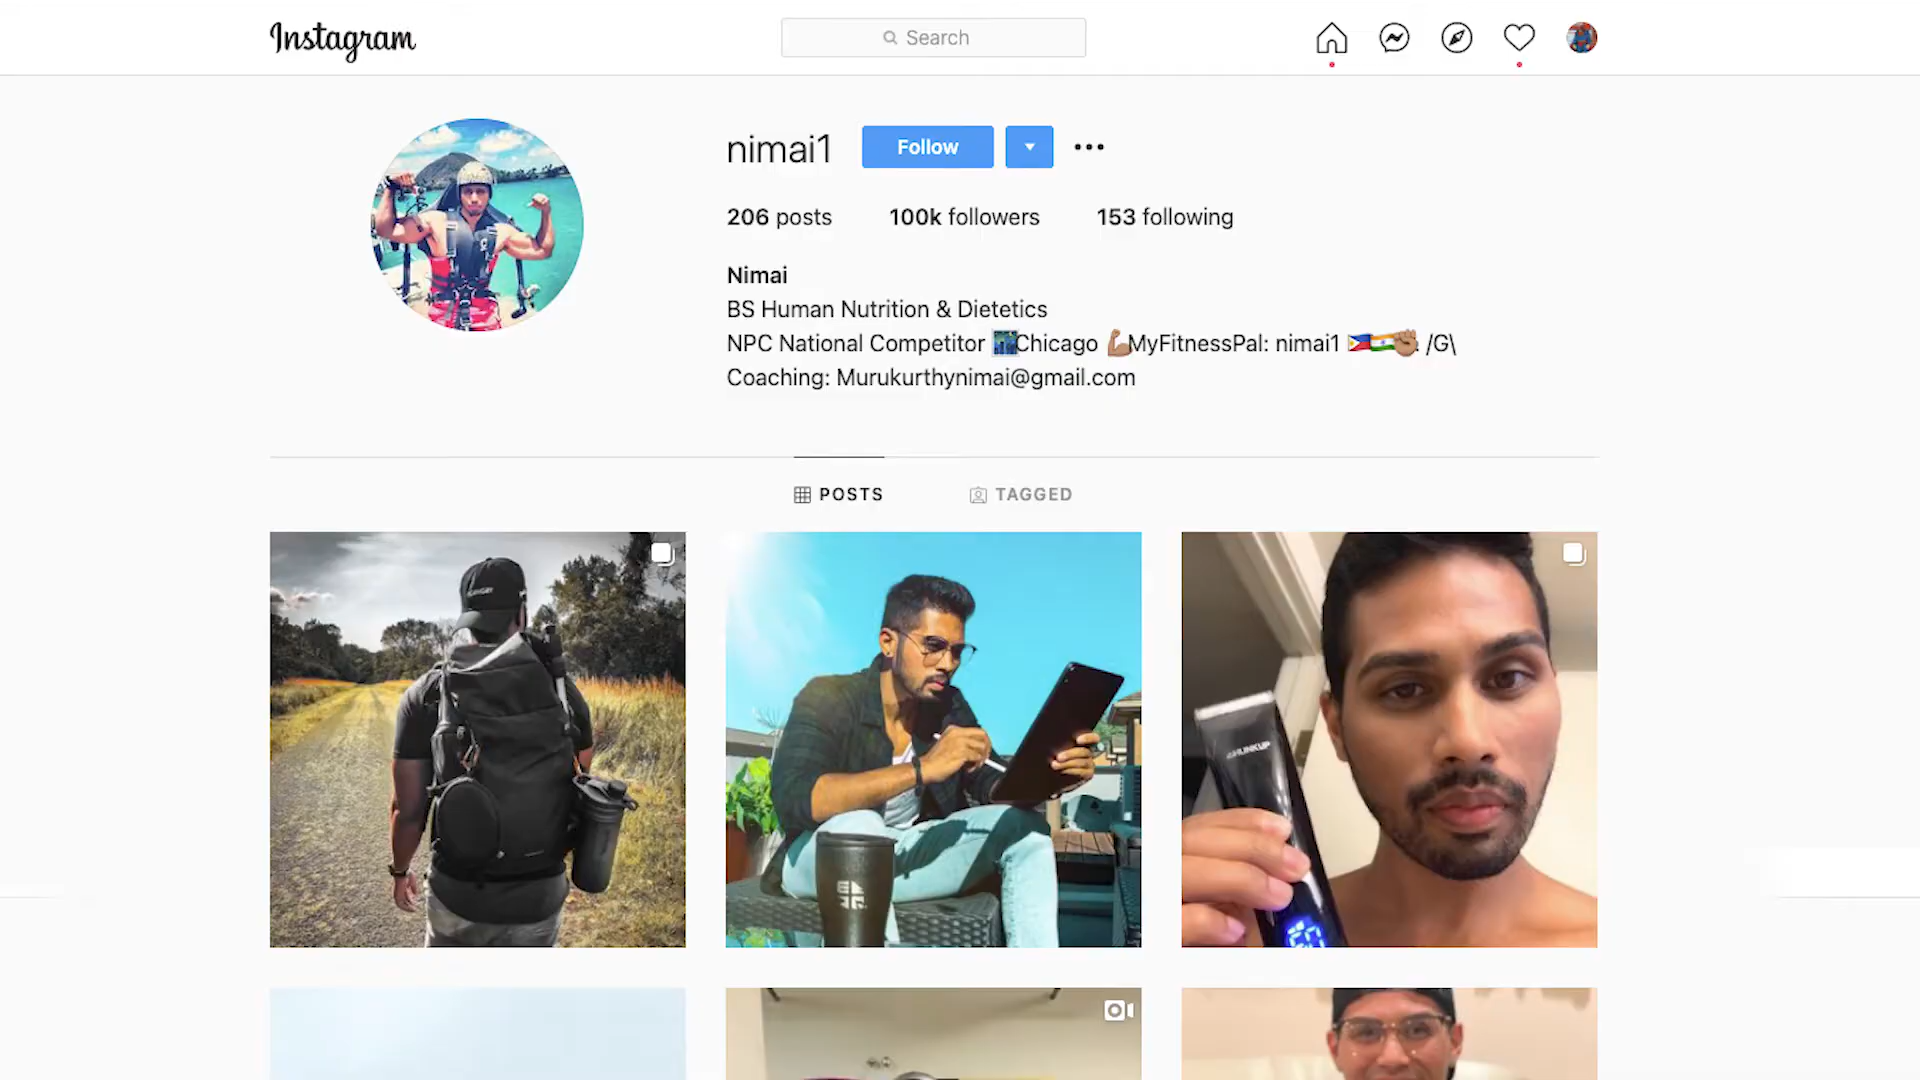 Instagram
Search
nimai1 Follow
206 posts 100k followers 153 following
Nimai
BS Human Nutrition & Dietetics
NPC National Competitor 🌃Chicago 💪🏽MyFitnessPal: nimai1 🇵🇭🇮🇳✊🏽. /G\
Coaching: Murukurthynimai@gmail.com
POSTS TAGGED